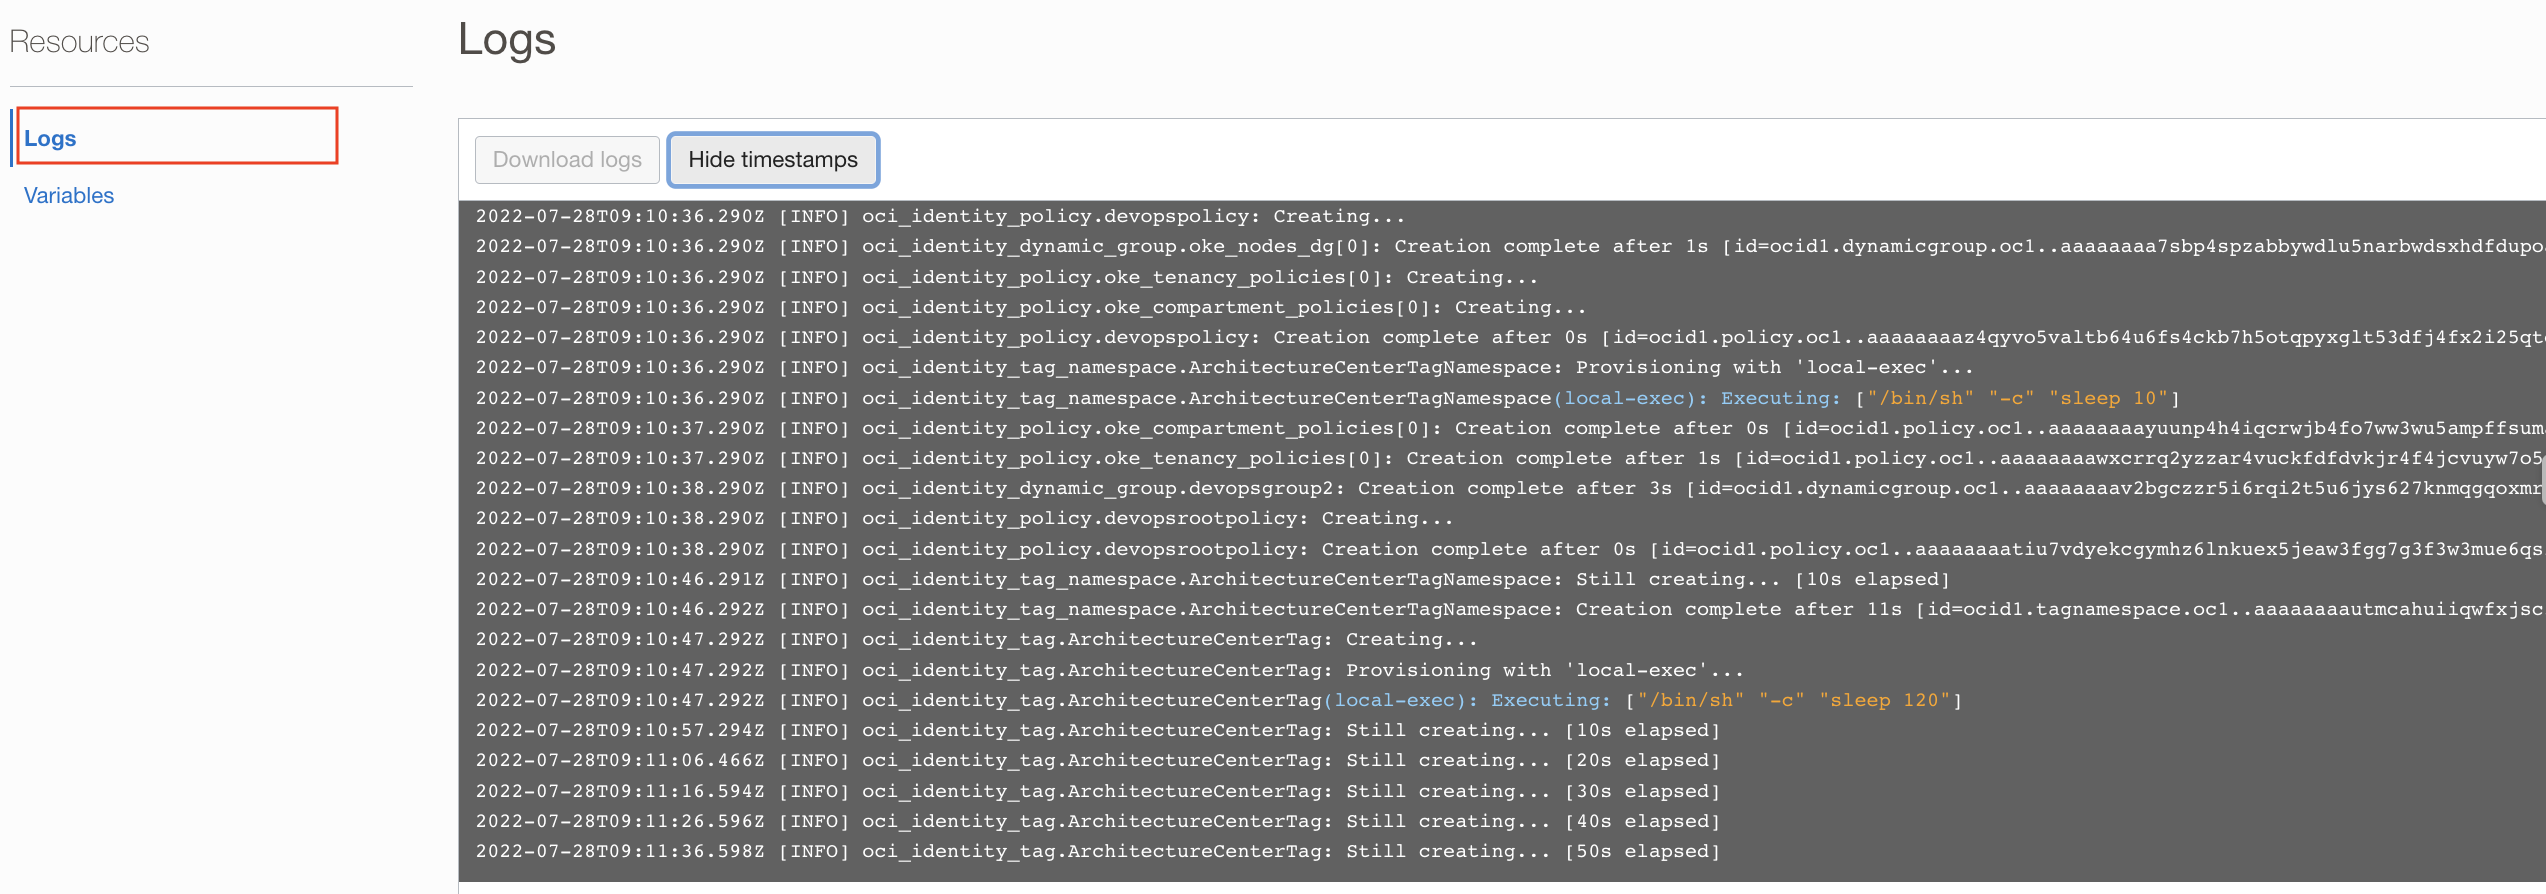 Resources
Logs
Variables
Logs
Download logs
Hide timestamps
2022-07-28T09:10:36.290Z [INFO] oci_identity_policy.devopspolicy: Creating...
2022-07-28T09:10:36.290Z [INFO] oci_identity_dynamic_group.oke_nodes_dg[0]: Creation complete after 1s [id=ocid1.dynamicgroup.oc1..aaaaaaaa7sbp4spzabbywdlu5narbwdsxhdfdupo
2022-07-28T09:10:36.290Z [INFO] oci_identity_policy.oke_tenancy_policies[0]: Creating...
2022-07-28T09:10:36.290Z [INFO] oci_identity_policy.oke_compartment_policies[0]: Creating...
2022-07-28T09:10:36.290Z [INFO] oci_identity_policy.devopspolicy: Creation complete after 0s [id=ocid1.policy.oc1..aaaaaaaaz4qyvo5valtb64u6fs4ckb7h5otqpyxglt53dfj4fx2i25qt
2022-07-28T09:10:36.290Z [INFO] oci_identity_tag_namespace.ArchitectureCenterTagNamespace: Provisioning with 'local-exec'...
2022-07-28T09:10:36.290Z [INFO] oci_identity_tag_namespace.ArchitectureCenterTagNamespace(local-exec): Executing: ["/bin/sh" "-c" "sleep 10"]
2022-07-28T09:10:37.290Z [INFO] oci_identity_policy.oke_compartment_policies[0]: Creation complete after 0s [id=ocid1.policy.oc1..aaaaaaaayuunp4h4iqcrwjb4fo7ww3wu5ampffsum
2022-07-28T09:10:37.290Z [INFO] oci_identity_policy.oke_tenancy_policies[0]: Creation complete after 1s [id=ocid1.policy.oc1..aaaaaaaawxcrrq2yzzar4vuckfdfdvkjr4f4jcvuyw7o5
2022-07-28T09:10:38.290Z [INFO] oci_identity_dynamic_group.devopsgroup2: Creation complete after 3s [id=ocid1.dynamicgroup.oc1..aaaaaaaav2bgczzr5i6rqi2t5u6jys627knmqgqoxmr
2022-07-28T09:10:38.290Z [INFO] oci_identity_policy.devopsrootpolicy: Creating...
2022-07-28T09:10:38.290Z [INFO] oci_identity_policy.devopsrootpolicy: Creation complete after 0s [id=ocid1.policy.oc1..aaaaaaaatiu7vdyekcgymhz6lnkuex5jeaw3fgg7g3f3w3mue6qs
2022-07-28T09:10:46.291Z [INFO] oci_identity_tag_namespace.ArchitectureCenterTagNamespace: Still creating... [10s elapsed]
2022-07-28T09:10:46.292Z [INFO] oci_identity_tag_namespace.ArchitectureCenterTagNamespace: Creation complete after 11s [id=ocid1.tagnamespace.oc1..aaaaaaaautmcahuiiqwfxjsc
2022-07-28T09:10:47.292Z [INFO] oci_identity_tag.ArchitectureCenterTag: Creating...
2022-07-28T09:10:47.292Z [INFO] oci_identity_tag.ArchitectureCenterTag: Provisioning with 'local-exec'...
2022-07-28T09:10:47.292Z [INFO] oci_identity_tag.ArchitectureCenterTag(local-exec): Executing: ["/bin/sh" "-c" "sleep 120"]
2022-07-28T09:10:57.294Z [INFO] oci_identity_tag.ArchitectureCenterTag: Still creating... [10s elapsed]
2022-07-28T09:11:06.466Z [INFO] oci_identity_tag.ArchitectureCenterTag: Still creating... [20s elapsed]
2022-07-28T09:11:16.594Z [INFO] oci_identity_tag.ArchitectureCenterTag: Still creating... [30s elapsed]
2022-07-28T09:11:26.596Z [INFO] oci_identity_tag.ArchitectureCenterTag: Still creating... [40s elapsed]
2022-07-28T09:11:36.598Z [INFO] oci_identity_tag.ArchitectureCenterTag: Still creating... [50s elapsed]